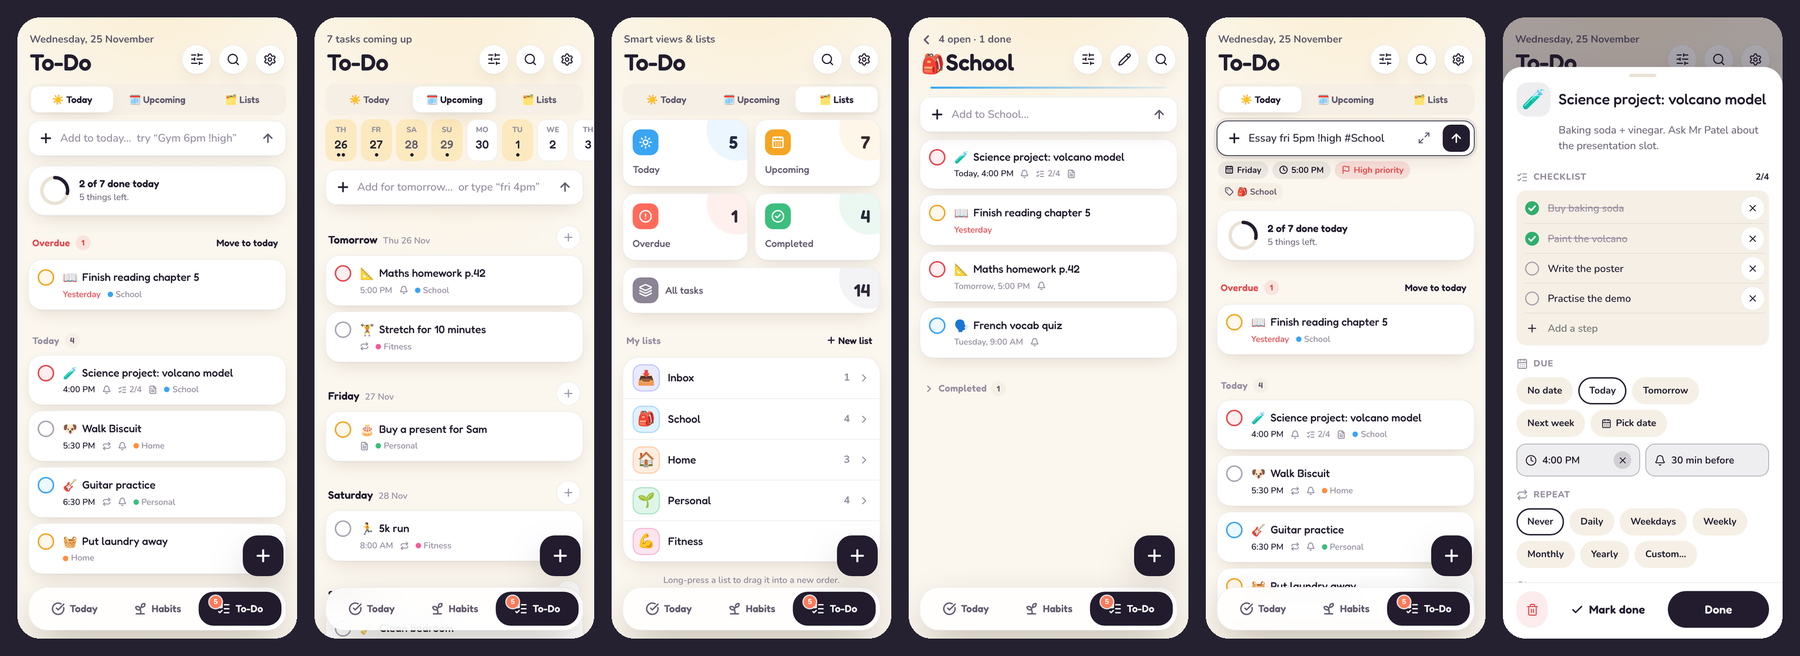 Wednesday, 25 November
To-Do
☀️ Today
🗓️ Upcoming
🗂️ Lists
Add to today... try “Gym 6pm !high”
2 of 7 done today
5 things left.
Overdue 1
Move to today
Finish reading chapter 5
Yesterday • School
Today 4
Science project: volcano model
4:00 PM 2/4 • School
Walk Biscuit
5:30 PM • Home
Guitar practice
6:30 PM • Personal
Put laundry away
• Home
+
Today
Habits
5
To-Do
7 tasks coming up
To-Do
Today
Upcoming
Lists
TH FR SA SU MO TU WE TH
26 27 28 29 30 1 2 3
Add for tomorrow... or type “fri 4pm”
Tomorrow Thu 26 Nov
+
Maths homework p.42
5:00 PM • School
Stretch for 10 minutes
• Fitness
Friday 27 Nov
+
Buy a present for Sam
• Personal
Saturday 28 Nov
+
5k run
8:00 AM • Fitness
+
Today
Habits
5
To-Do
Clean bedroom
Smart views & lists
To-Do
Today
Upcoming
Lists
5
Today
7
Upcoming
1
Overdue
4
Completed
All tasks
14
My lists
+ New list
Inbox 1
School 4
Home 3
Personal 4
Fitness
+
Long-press a list to drag it into a new order.
Today
Habits
5
To-Do
4 open · 1 done
School
Add to School...
Science project: volcano model
Today, 4:00 PM 2/4
Finish reading chapter 5
Yesterday
Maths homework p.42
Tomorrow, 5:00 PM
French vocab quiz
Tuesday, 9:00 AM
Completed 1
+
Today
Habits
5
To-Do
Wednesday, 25 November
To-Do
Today
Upcoming
Lists
Essay fri 5pm !high #School
Friday
5:00 PM
High priority
School
2 of 7 done today
5 things left.
Overdue 1
Move to today
Finish reading chapter 5
Yesterday • School
Today 4
Science project: volcano model
4:00 PM 2/4 • School
Walk Biscuit
5:30 PM • Home
Guitar practice
6:30 PM • Personal
Put laundry away
+
Today
Habits
5
To-Do
Wednesday, 25 November
To-Do
Science project: volcano model
Baking soda + vinegar. Ask Mr Patel about
the presentation slot.
CHECKLIST 2/4
Buy baking soda
Paint the volcano
Write the poster
Practise the demo
+ Add a step
DUE
No date
Today
Tomorrow
Next week
Pick date
4:00 PM
30 min before
REPEAT
Never
Daily
Weekdays
Weekly
Monthly
Yearly
Custom...
Mark done
Done